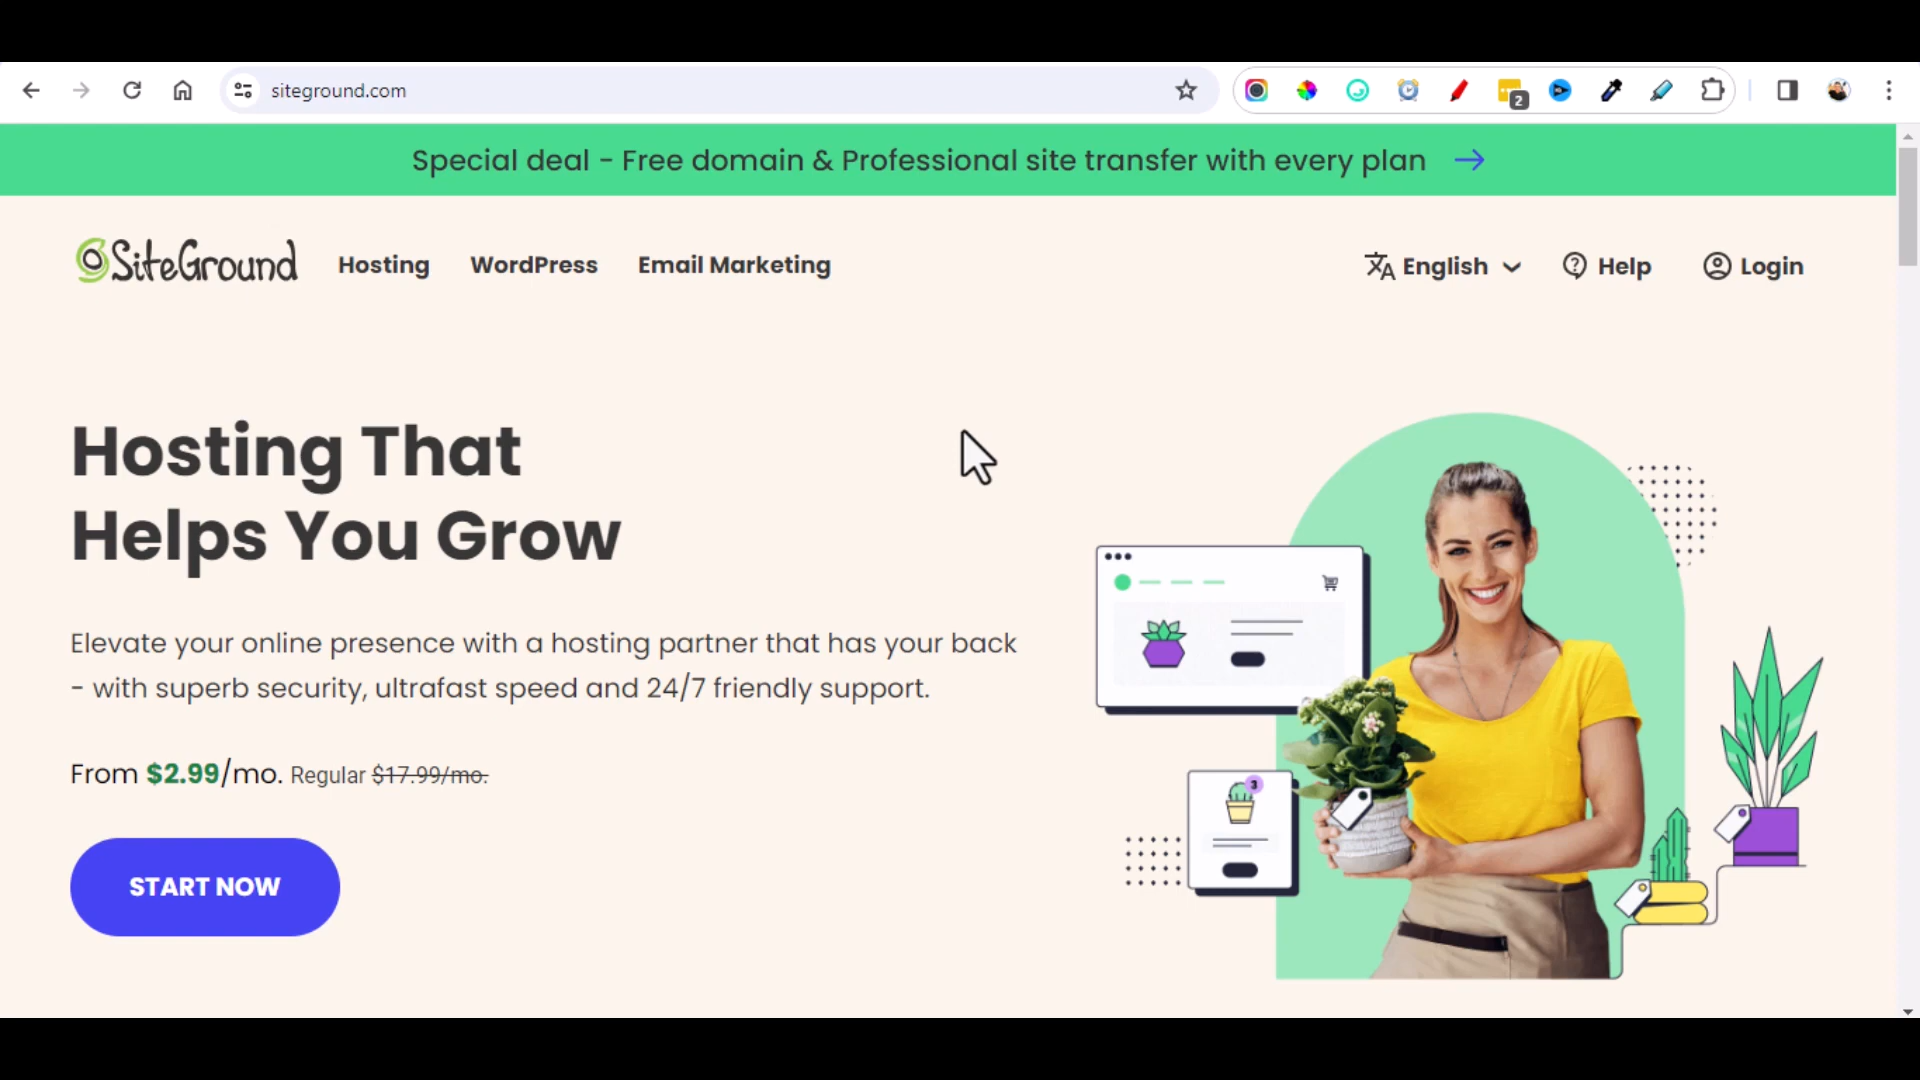 siteground.com
2
Special deal - Free domain & Professional site transfer with every plan
SiteGround
Hosting
WordPress
Email Marketing
English
Help
Login
Hosting That
Helps You Grow
Elevate your online presence with a hosting partner that has your back
- with superb security, ultrafast speed and 24/7 friendly support.
From $2.99/mo. Regular $17.99/mo.
3
START NOW